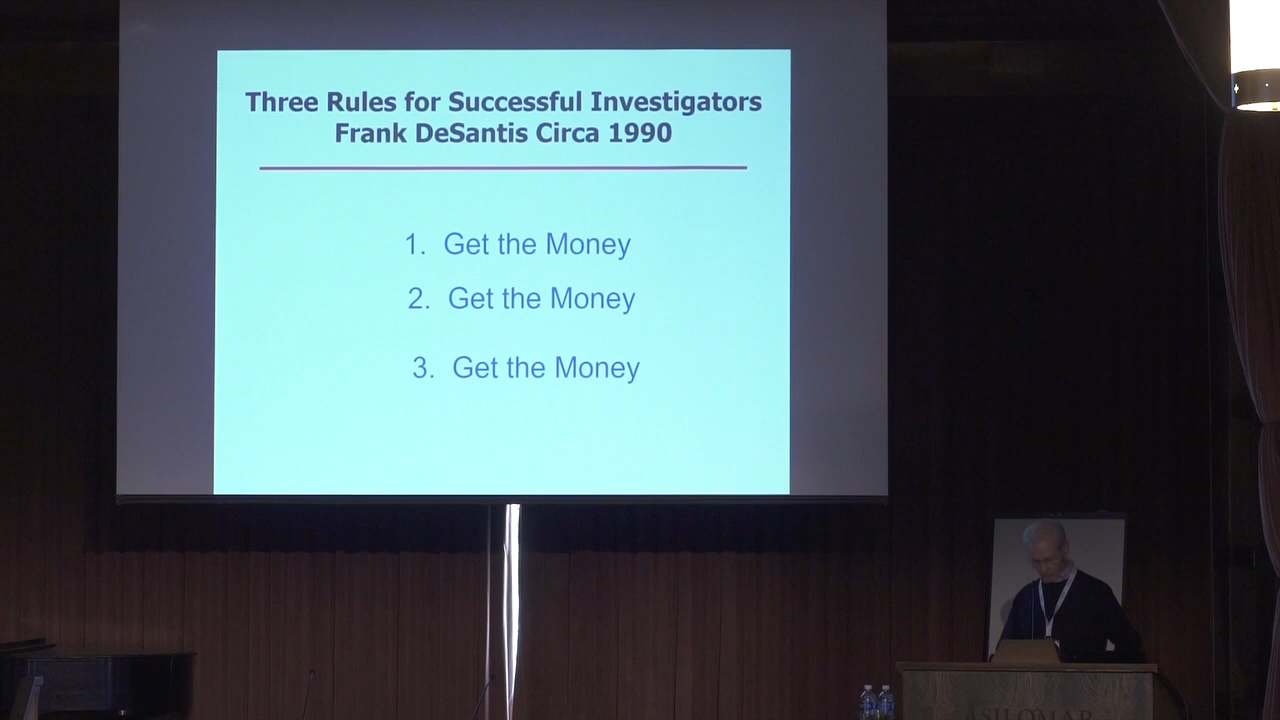 Three Rules for Successful Investigators
Frank DeSantis Circa 1990
1. Get the Money
2. Get the Money
3. Get the Money
ASILOMAR